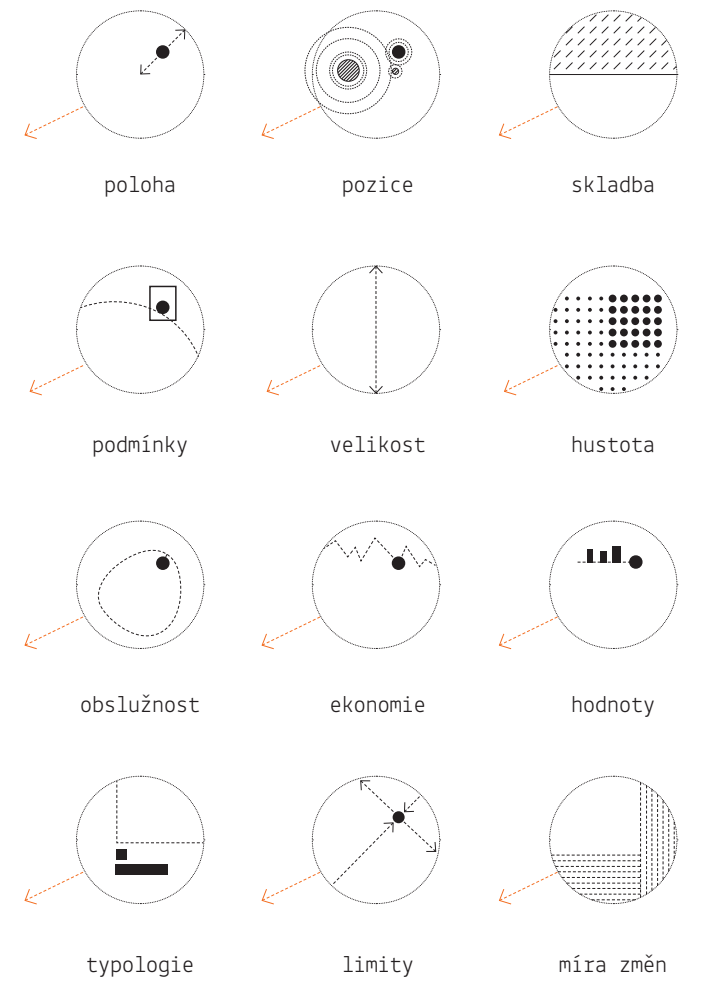 poloha pozice skladba
podmínky velikost hustota
obslužnost ekonomie hodnoty
typologie limity míra změn